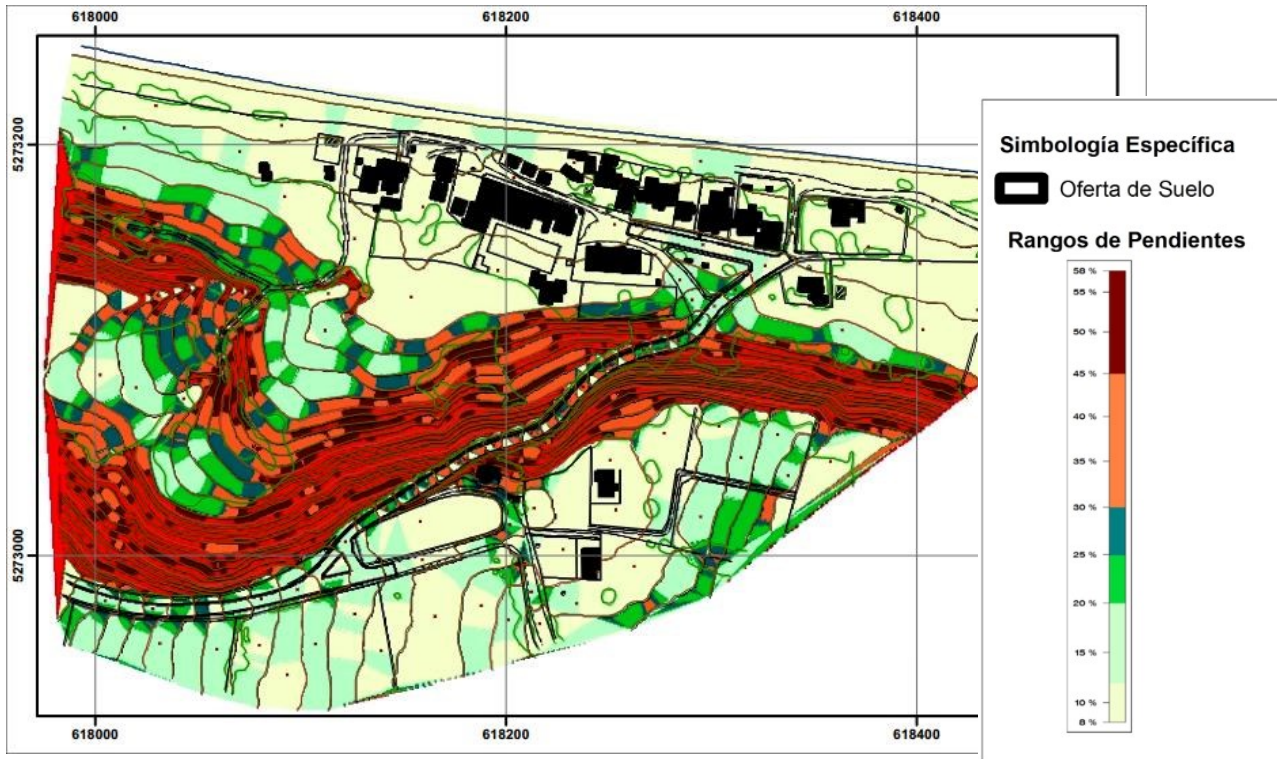 618000 618200 618400
5273200
5273000
618000 618200 618400
Simbología Específica
Oferta de Suelo
Rangos de Pendientes
58 %
55 %
50 %
45 %
40 %
35 %
30 %
25 %
20 %
15 %
10 %
8 %